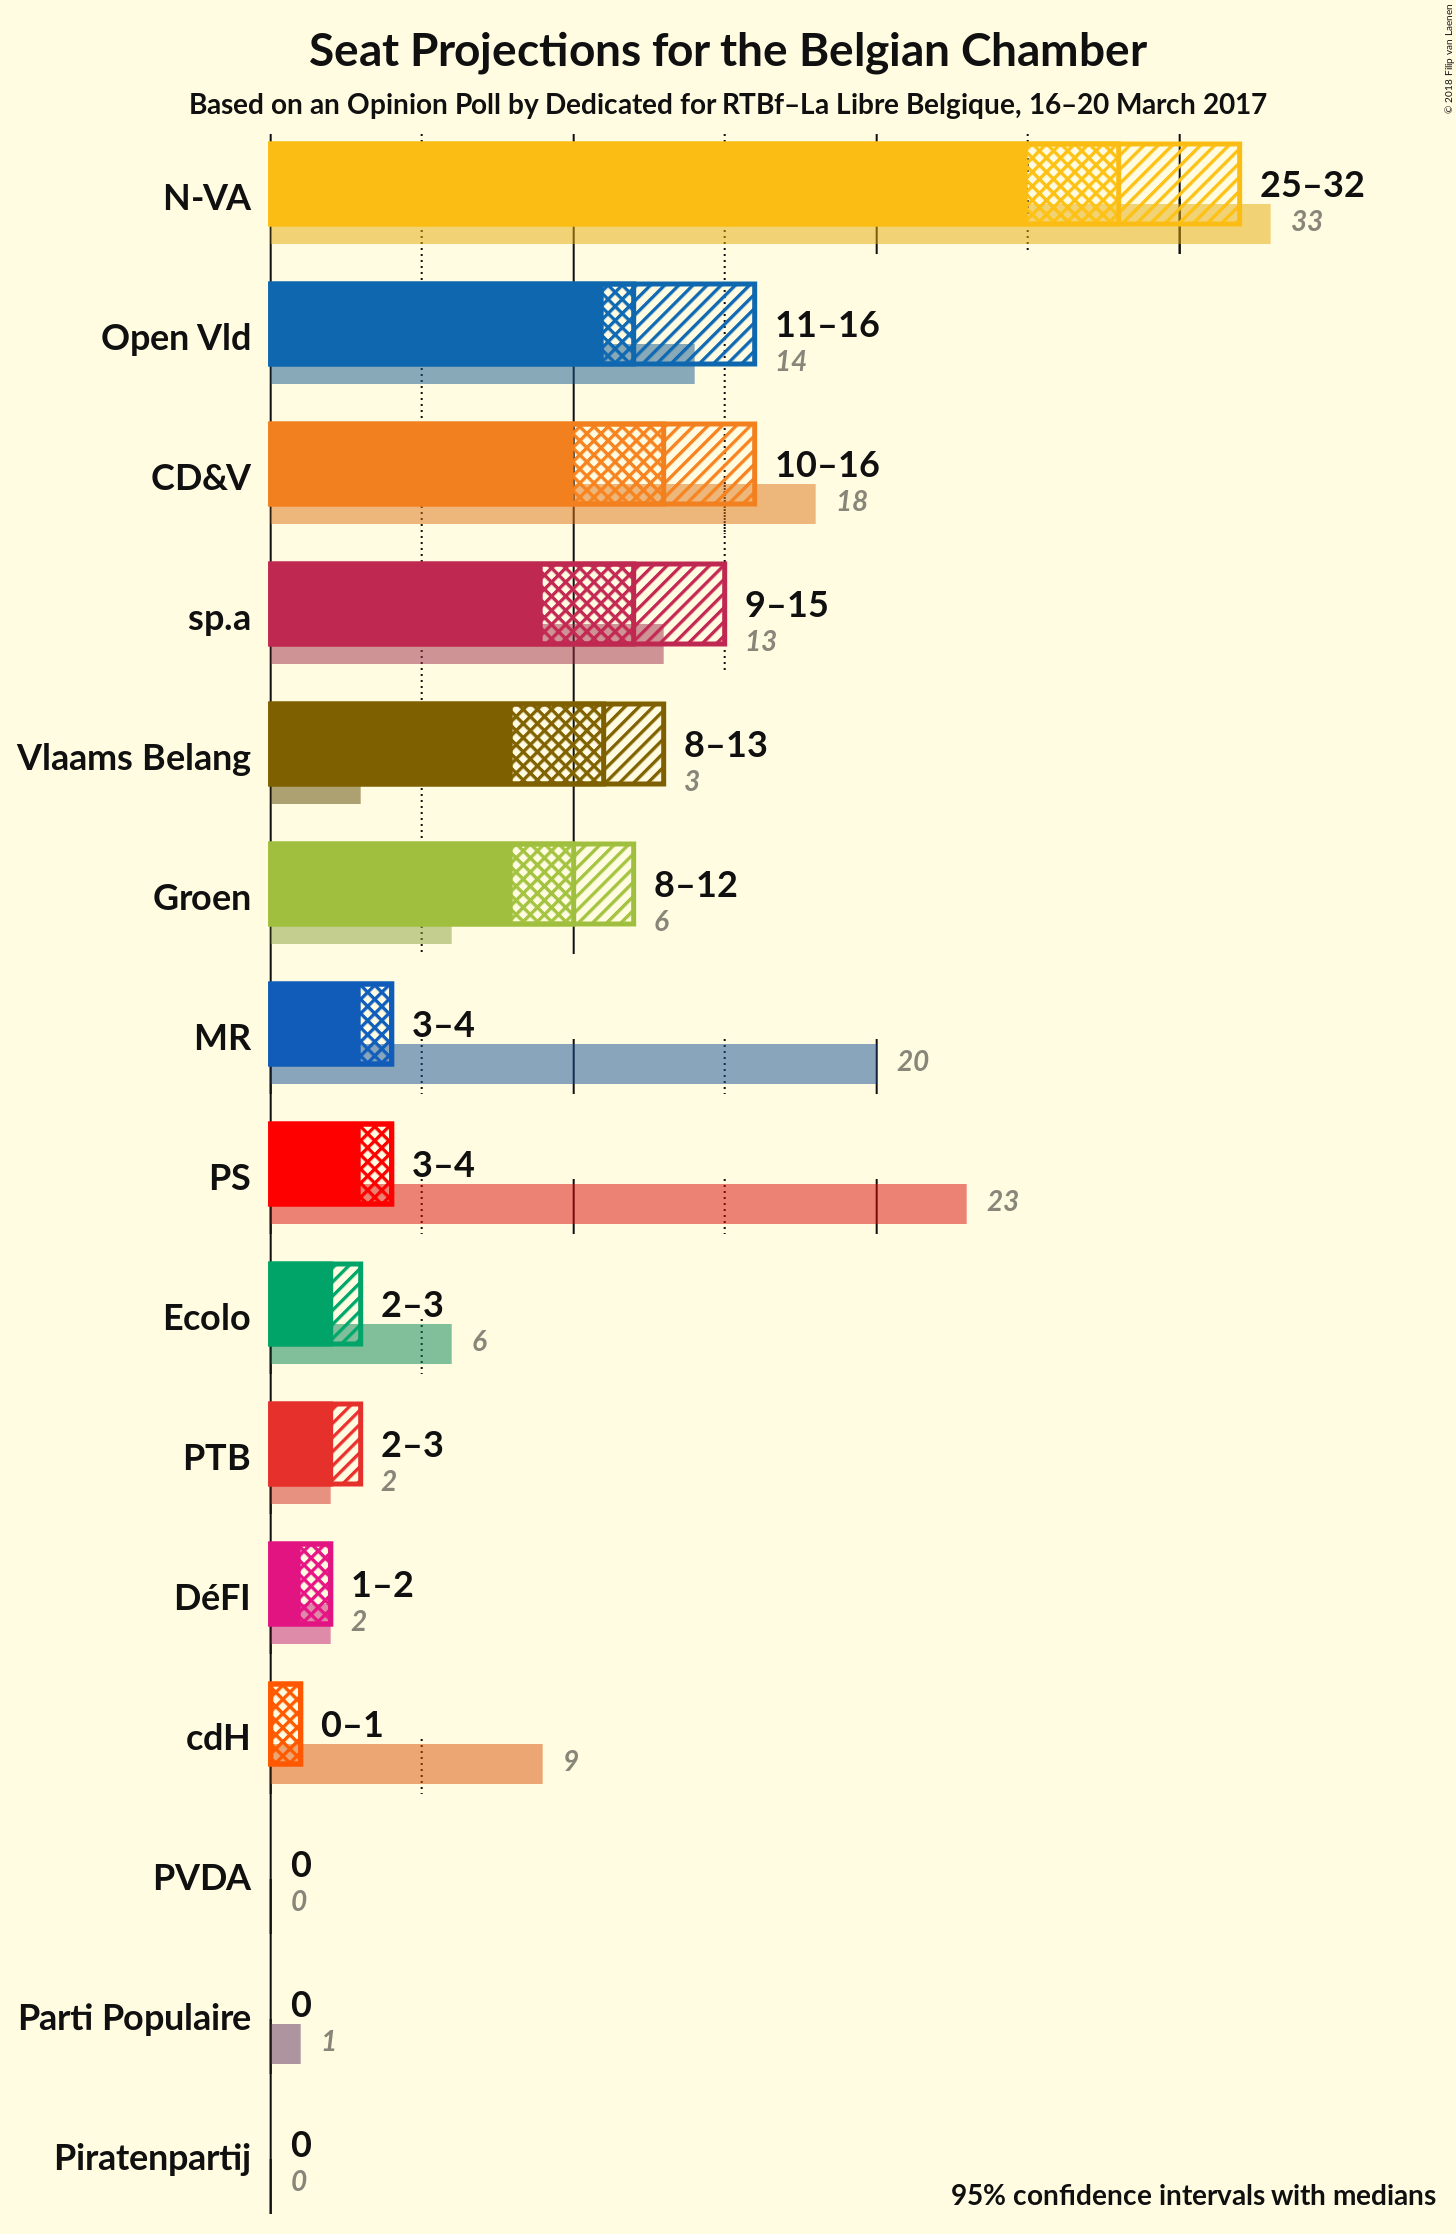 Seat Projections for the Belgian Chamber
Based on an Opinion Poll by Dedicated for RTBf–La Libre Belgique, 16–20 March 2017
© 2018 Filip van Laenen
N-VA
25–32
33
Open Vld
11–16
14
CD&V
10–16
18
sp.a
9–15
13
Vlaams Belang
8–13
3
Groen
8–12
6
MR
3–4
20
PS
3–4
23
Ecolo
2–3
6
PTB
2–3
2
DéFI
1–2
2
cdH
0–1
9
PVDA
0
0
Parti Populaire
0
1
Piratenpartij
0
0
95% confidence intervals with medians